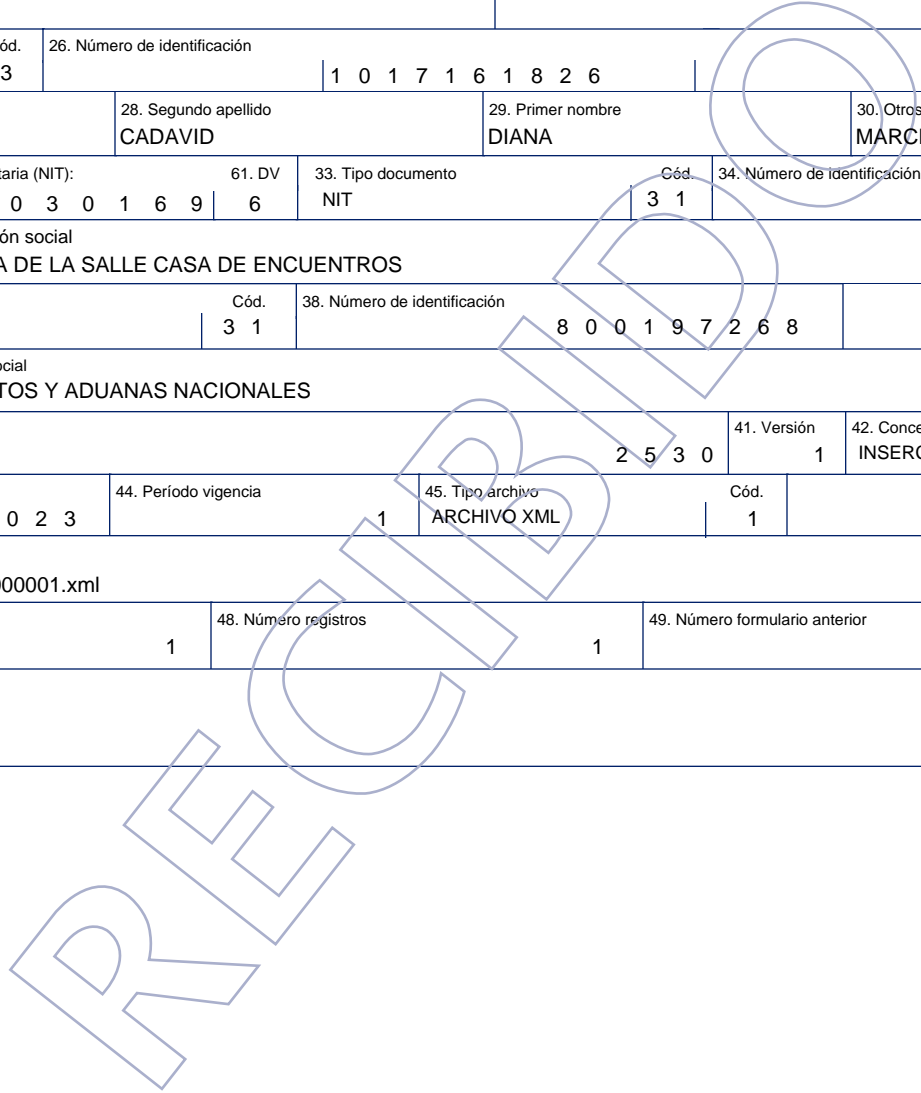 ód. 26. Número de identificación
3 1 0 1 7 1 6 1 8 2 6
28. Segundo apellido 29. Primer nombre 30. Otros
CADAVID DIANA MARCE
taria (NIT): 61. DV 33. Tipo documento Cód. 34. Número de identificación
0 3 0 1 6 9 6 NIT 3 1
ón social
A DE LA SALLE CASA DE ENCUENTROS
Cód. 38. Número de identificación
3 1 8 0 0 1 9 7 2 6 8
ocial
TOS Y ADUANAS NACIONALES
41. Versión 42. Conce
2 5 3 0 1 INSERC
44. Período vigencia 45. Tipo archivo Cód.
0 2 3 1 ARCHIVO XML 1
000001.xml
48. Número registros 49. Número formulario anterior
1 1
RECIBIDO